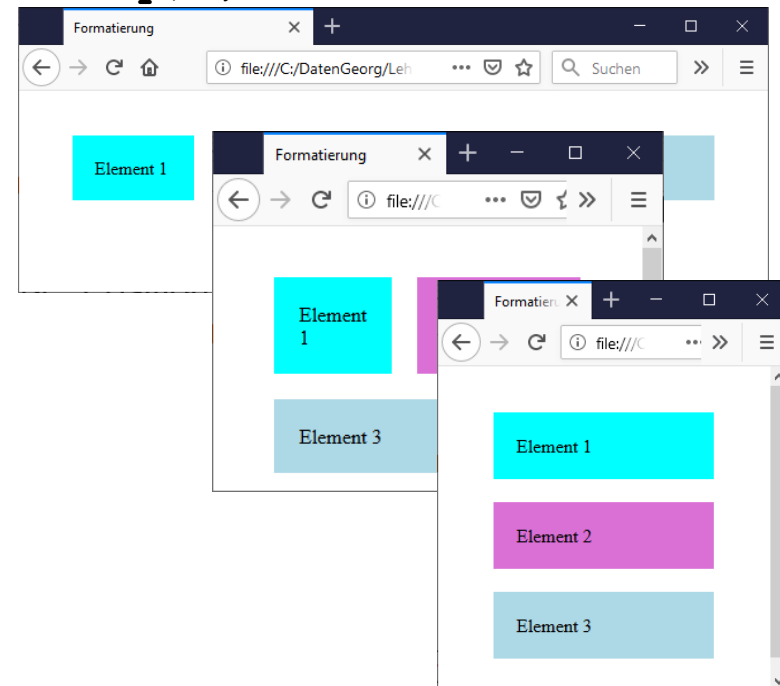 Formatierung
file:///C:/DatenGeorg/Leh
Suchen
Element 1
Formatierung
file:///C
Element
1
Element 3
Formatieru
file:///C
Element 1
Element 2
Element 3